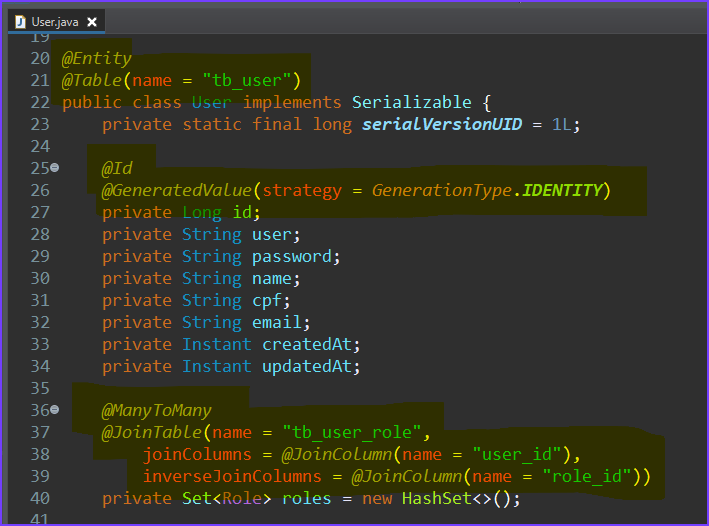 User.java
19
20 @Entity
21 @Table(name = "tb_user")
22 public class User implements Serializable {
23 private static final long serialVersionUID = 1L;
24
25 @Id
26 @GeneratedValue(strategy = GenerationType.IDENTITY)
27 private Long id;
28 private String user;
29 private String password;
30 private String name;
31 private String cpf;
32 private String email;
33 private Instant createdAt;
34 private Instant updatedAt;
35
36 @ManyToMany
37 @JoinTable(name = "tb_user_role",
38 joinColumns = @JoinColumn(name = "user_id"),
39 inverseJoinColumns = @JoinColumn(name = "role_id"))
40 private Set<Role> roles = new HashSet<>();
41